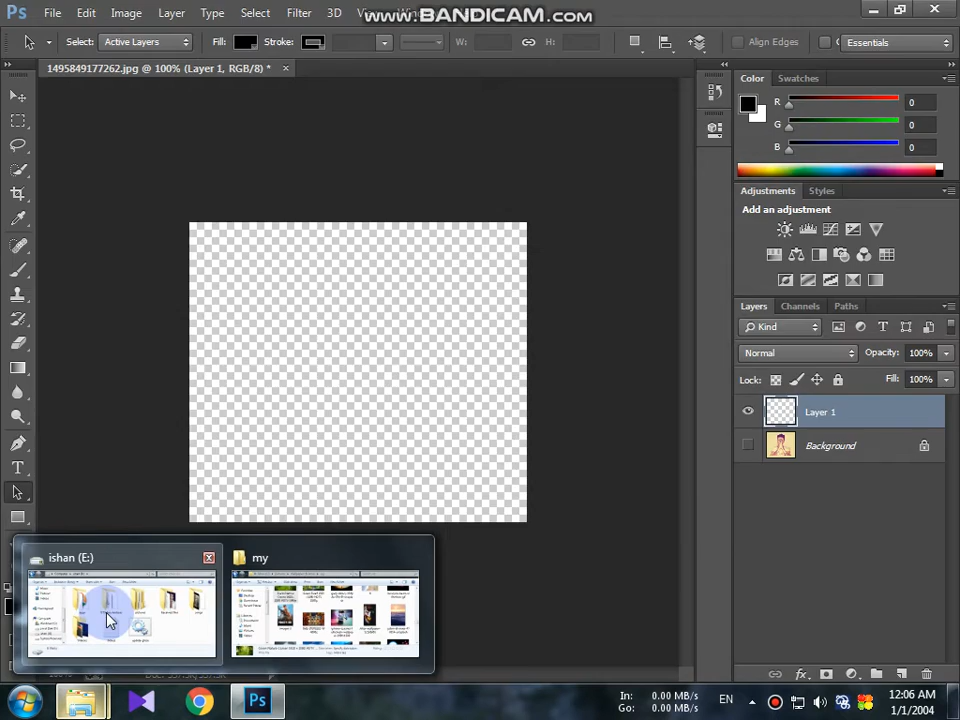 Ps File Edit Image Layer Type Select Filter 3D
www.BANDICAM.com
Select: Active Layers Fill: Stroke: W: H: Align Edges Essentials
1495849177262.jpg @ 100% (Layer 1, RGB/8) * ×
Color Swatches
R 0
G 0
B 0
Adjustments Styles
Add an adjustment
Layers Channels Paths
Kind
Normal Opacity: 100%
Lock: Fill: 100%
Layer 1
Background
ishan (E:)
my
Ps
In: 0.00 MB/s
Go: 0.00 MB/s
EN
12:06 AM
1/1/2004